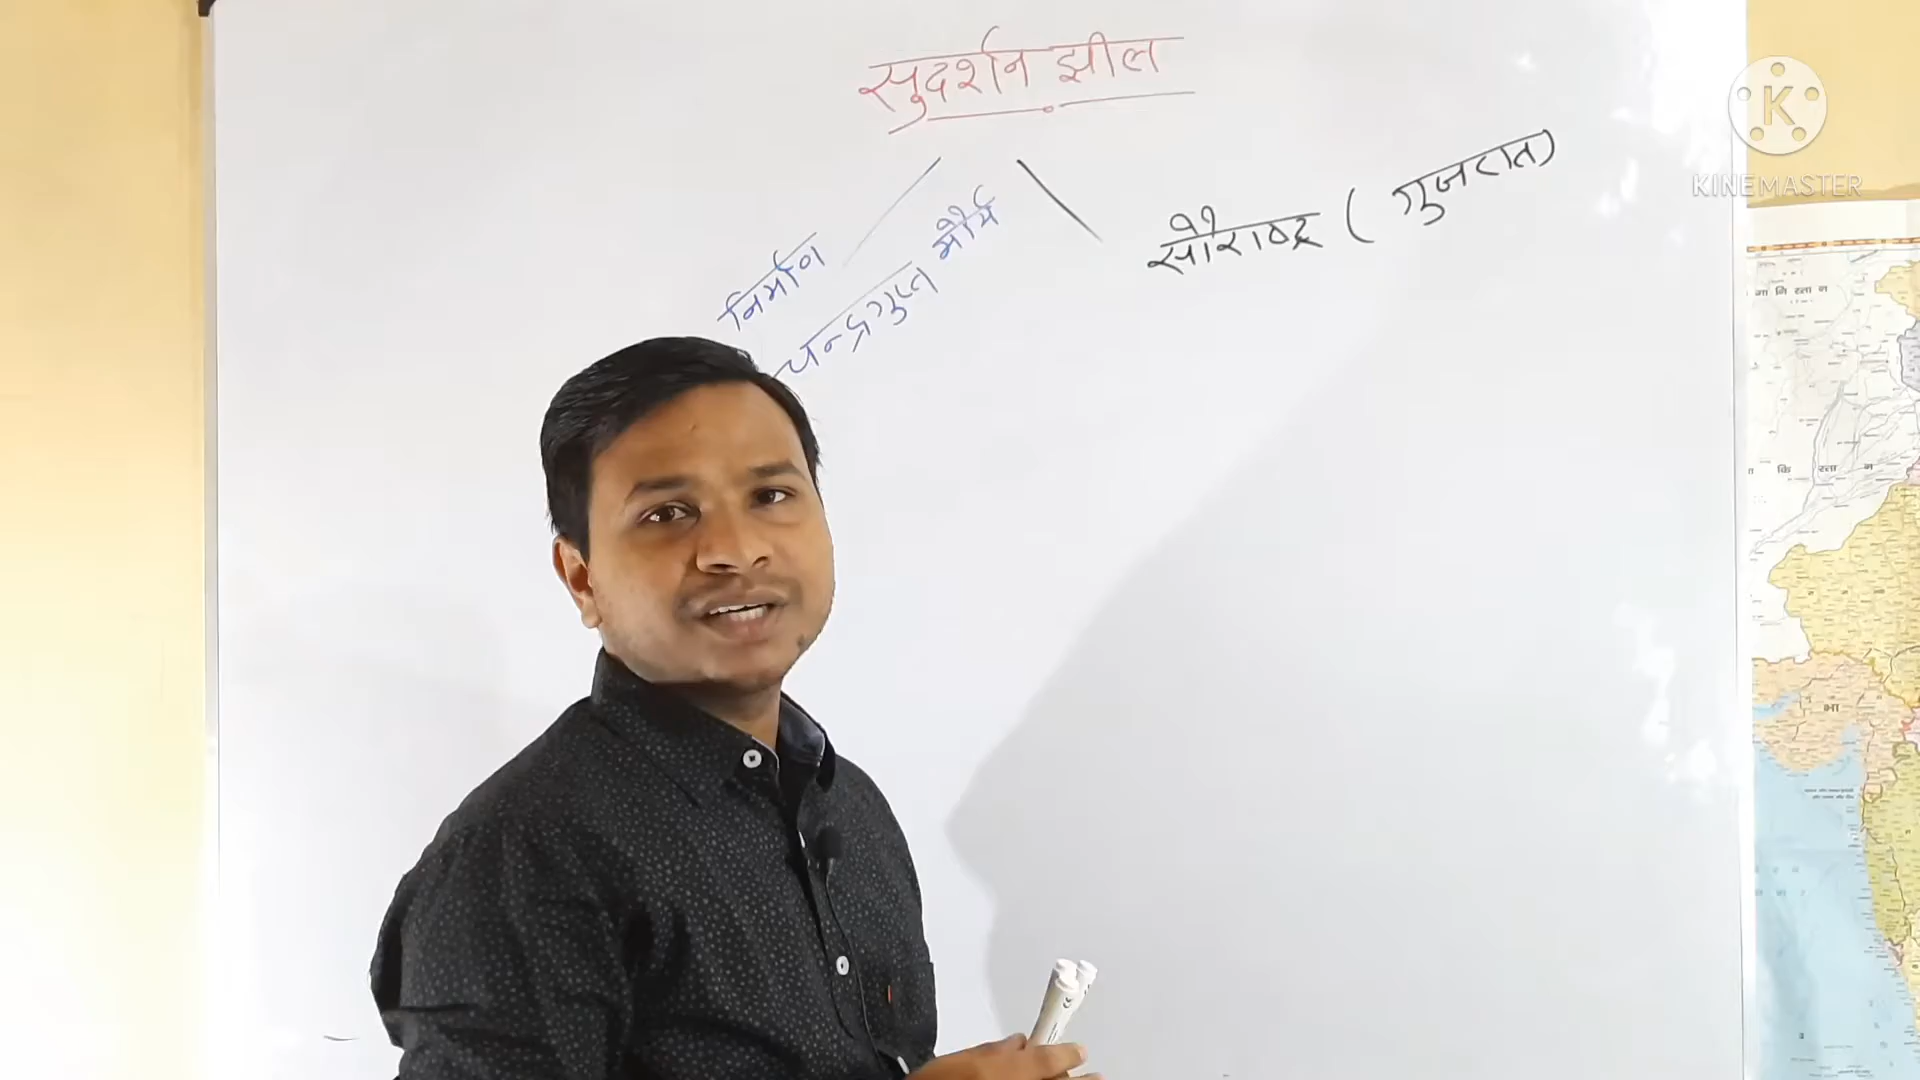 सुदर्शन झील
निर्माण
चन्द्रगुप्त मौर्य
सौराष्ट्र ( गुजरात)
K
KINEMASTER
कि स्ता न
भा